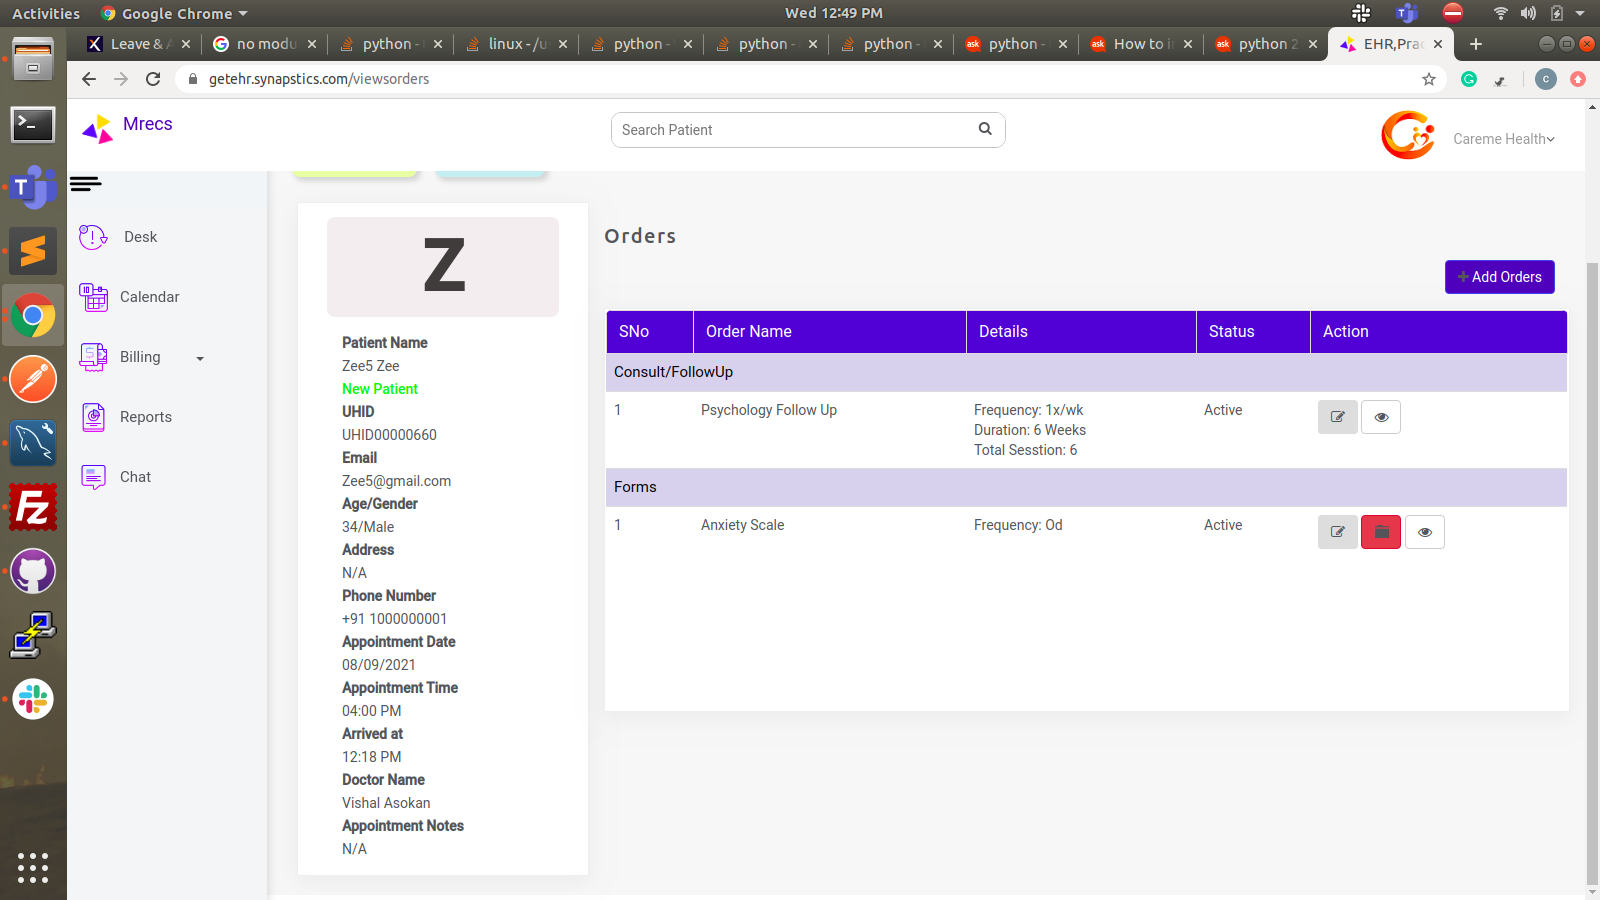 Activities
Google Chrome
Wed 12:49 PM
Leave & A
no modu
python -
linux - /u
python -
python -
python -
python -
How to i
python 2
EHR,Prac
getehr.synapstics.com/viewsorders
C
Mrecs
Search Patient
Careme Health
Desk
Calendar
Billing
Reports
Chat
Z
Patient Name
Zee5 Zee
New Patient
UHID
UHID00000660
Email
Zee5@gmail.com
Age/Gender
34/Male
Address
N/A
Phone Number
+91 1000000001
Appointment Date
08/09/2021
Appointment Time
04:00 PM
Arrived at
12:18 PM
Doctor Name
Vishal Asokan
Appointment Notes
N/A
Orders
+ Add Orders
SNo Order Name Details Status Action
Consult/FollowUp
1 Psychology Follow Up Frequency: 1x/wk Active
Duration: 6 Weeks
Total Sesstion: 6
Forms
1 Anxiety Scale Frequency: Od Active